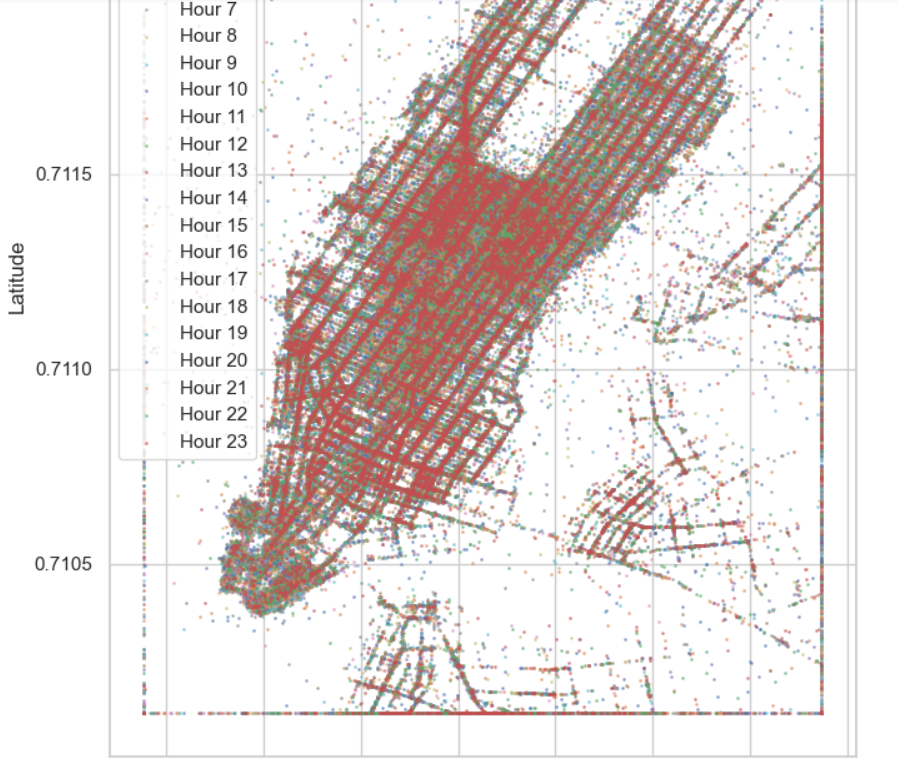 Hour 7
Hour 8
Hour 9
Hour 10
Hour 11
Hour 12
Hour 13
0.7115
Hour 14
Hour 15
Hour 16
Latitude
Hour 17
Hour 18
Hour 19
Hour 20
0.7110
Hour 21
Hour 22
Hour 23
0.7105